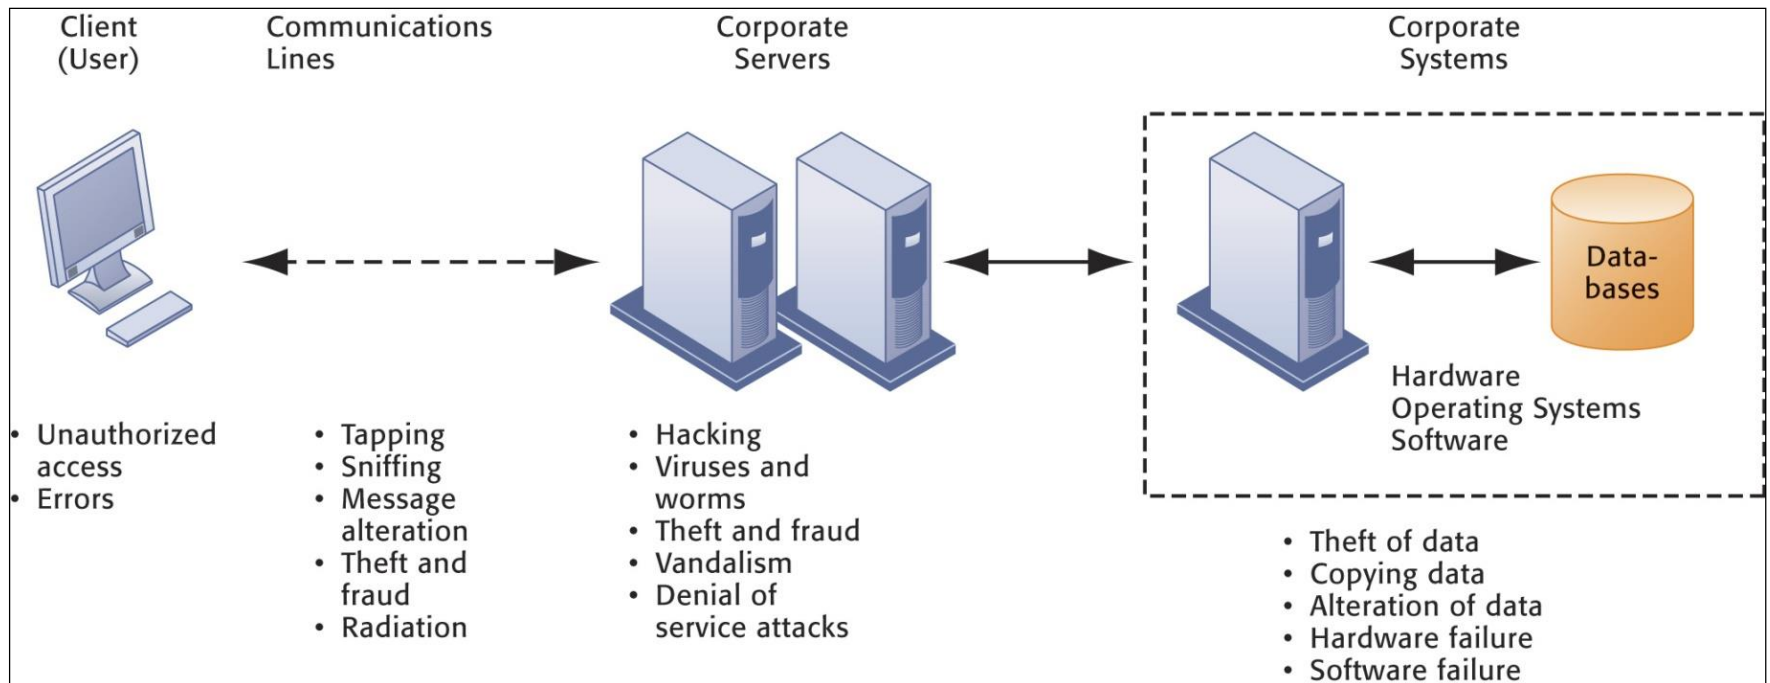 Client
(User)
Communications
Lines
Corporate
Servers
Corporate
Systems
Data-
bases
Hardware
Operating Systems
Software
• Unauthorized
access
• Errors
• Tapping
• Sniffing
• Message
alteration
• Theft and
fraud
• Radiation
• Hacking
• Viruses and
worms
• Theft and fraud
• Vandalism
• Denial of
service attacks
• Theft of data
• Copying data
• Alteration of data
• Hardware failure
• Software failure